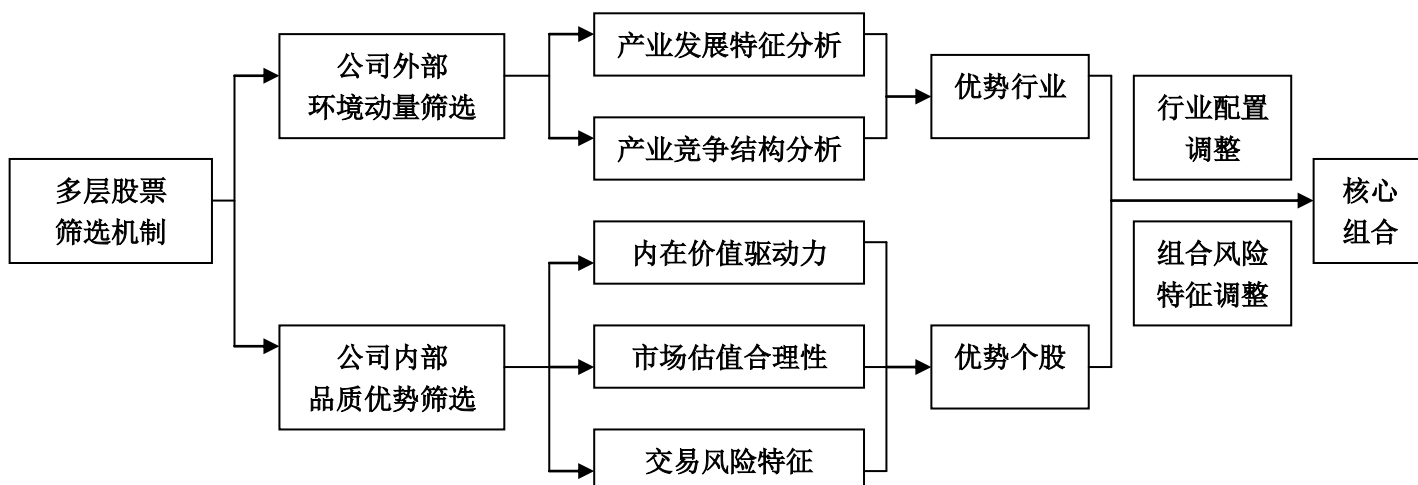 多层股票
筛选机制
公司外部
环境动量筛选
公司内部
品质优势筛选
产业发展特征分析
产业竞争结构分析
内在价值驱动力
市场估值合理性
交易风险特征
优势行业
优势个股
行业配置
调整
组合风险
特征调整
核心
组合